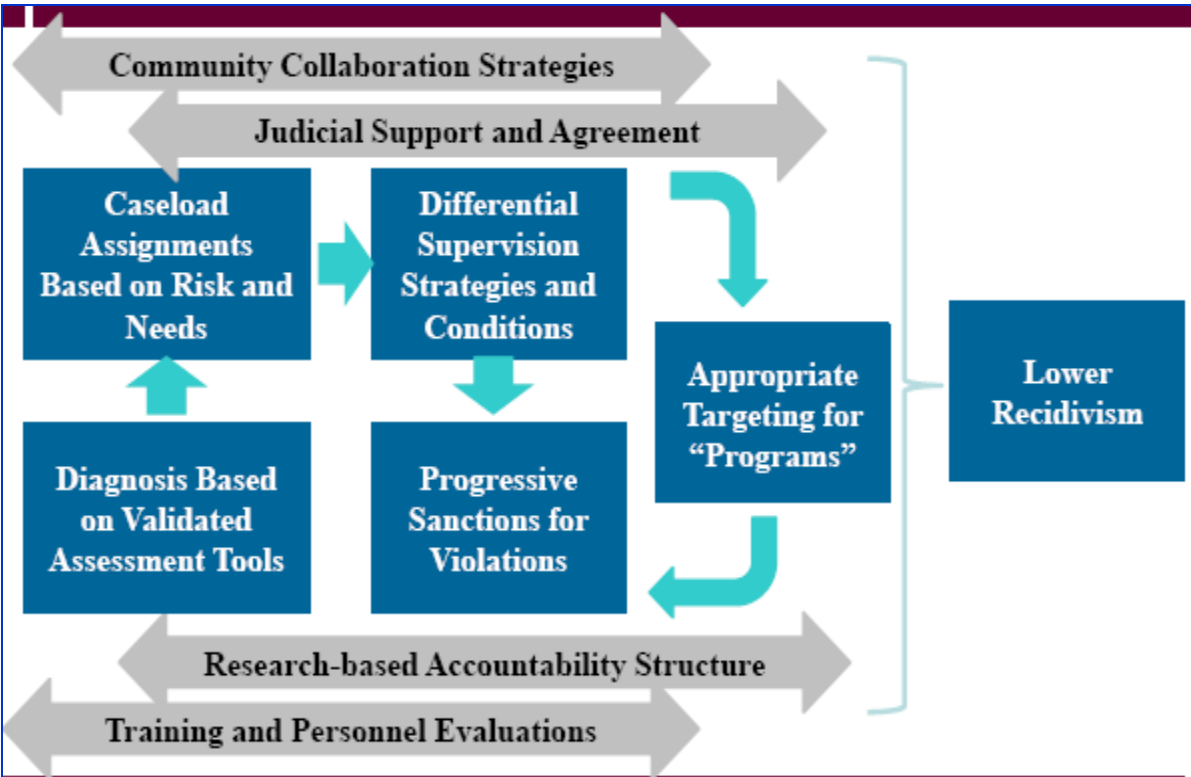 Community Collaboration Strategies
Judicial Support and Agreement
Caseload
Assignments
Based on Risk and
Needs
Differential
Supervision
Strategies and
Conditions
Appropriate
Targeting for
“Programs”
Lower
Recidivism
Diagnosis Based
on Validated
Assessment Tools
Progressive
Sanctions for
Violations
Research-based Accountability Structure
Training and Personnel Evaluations